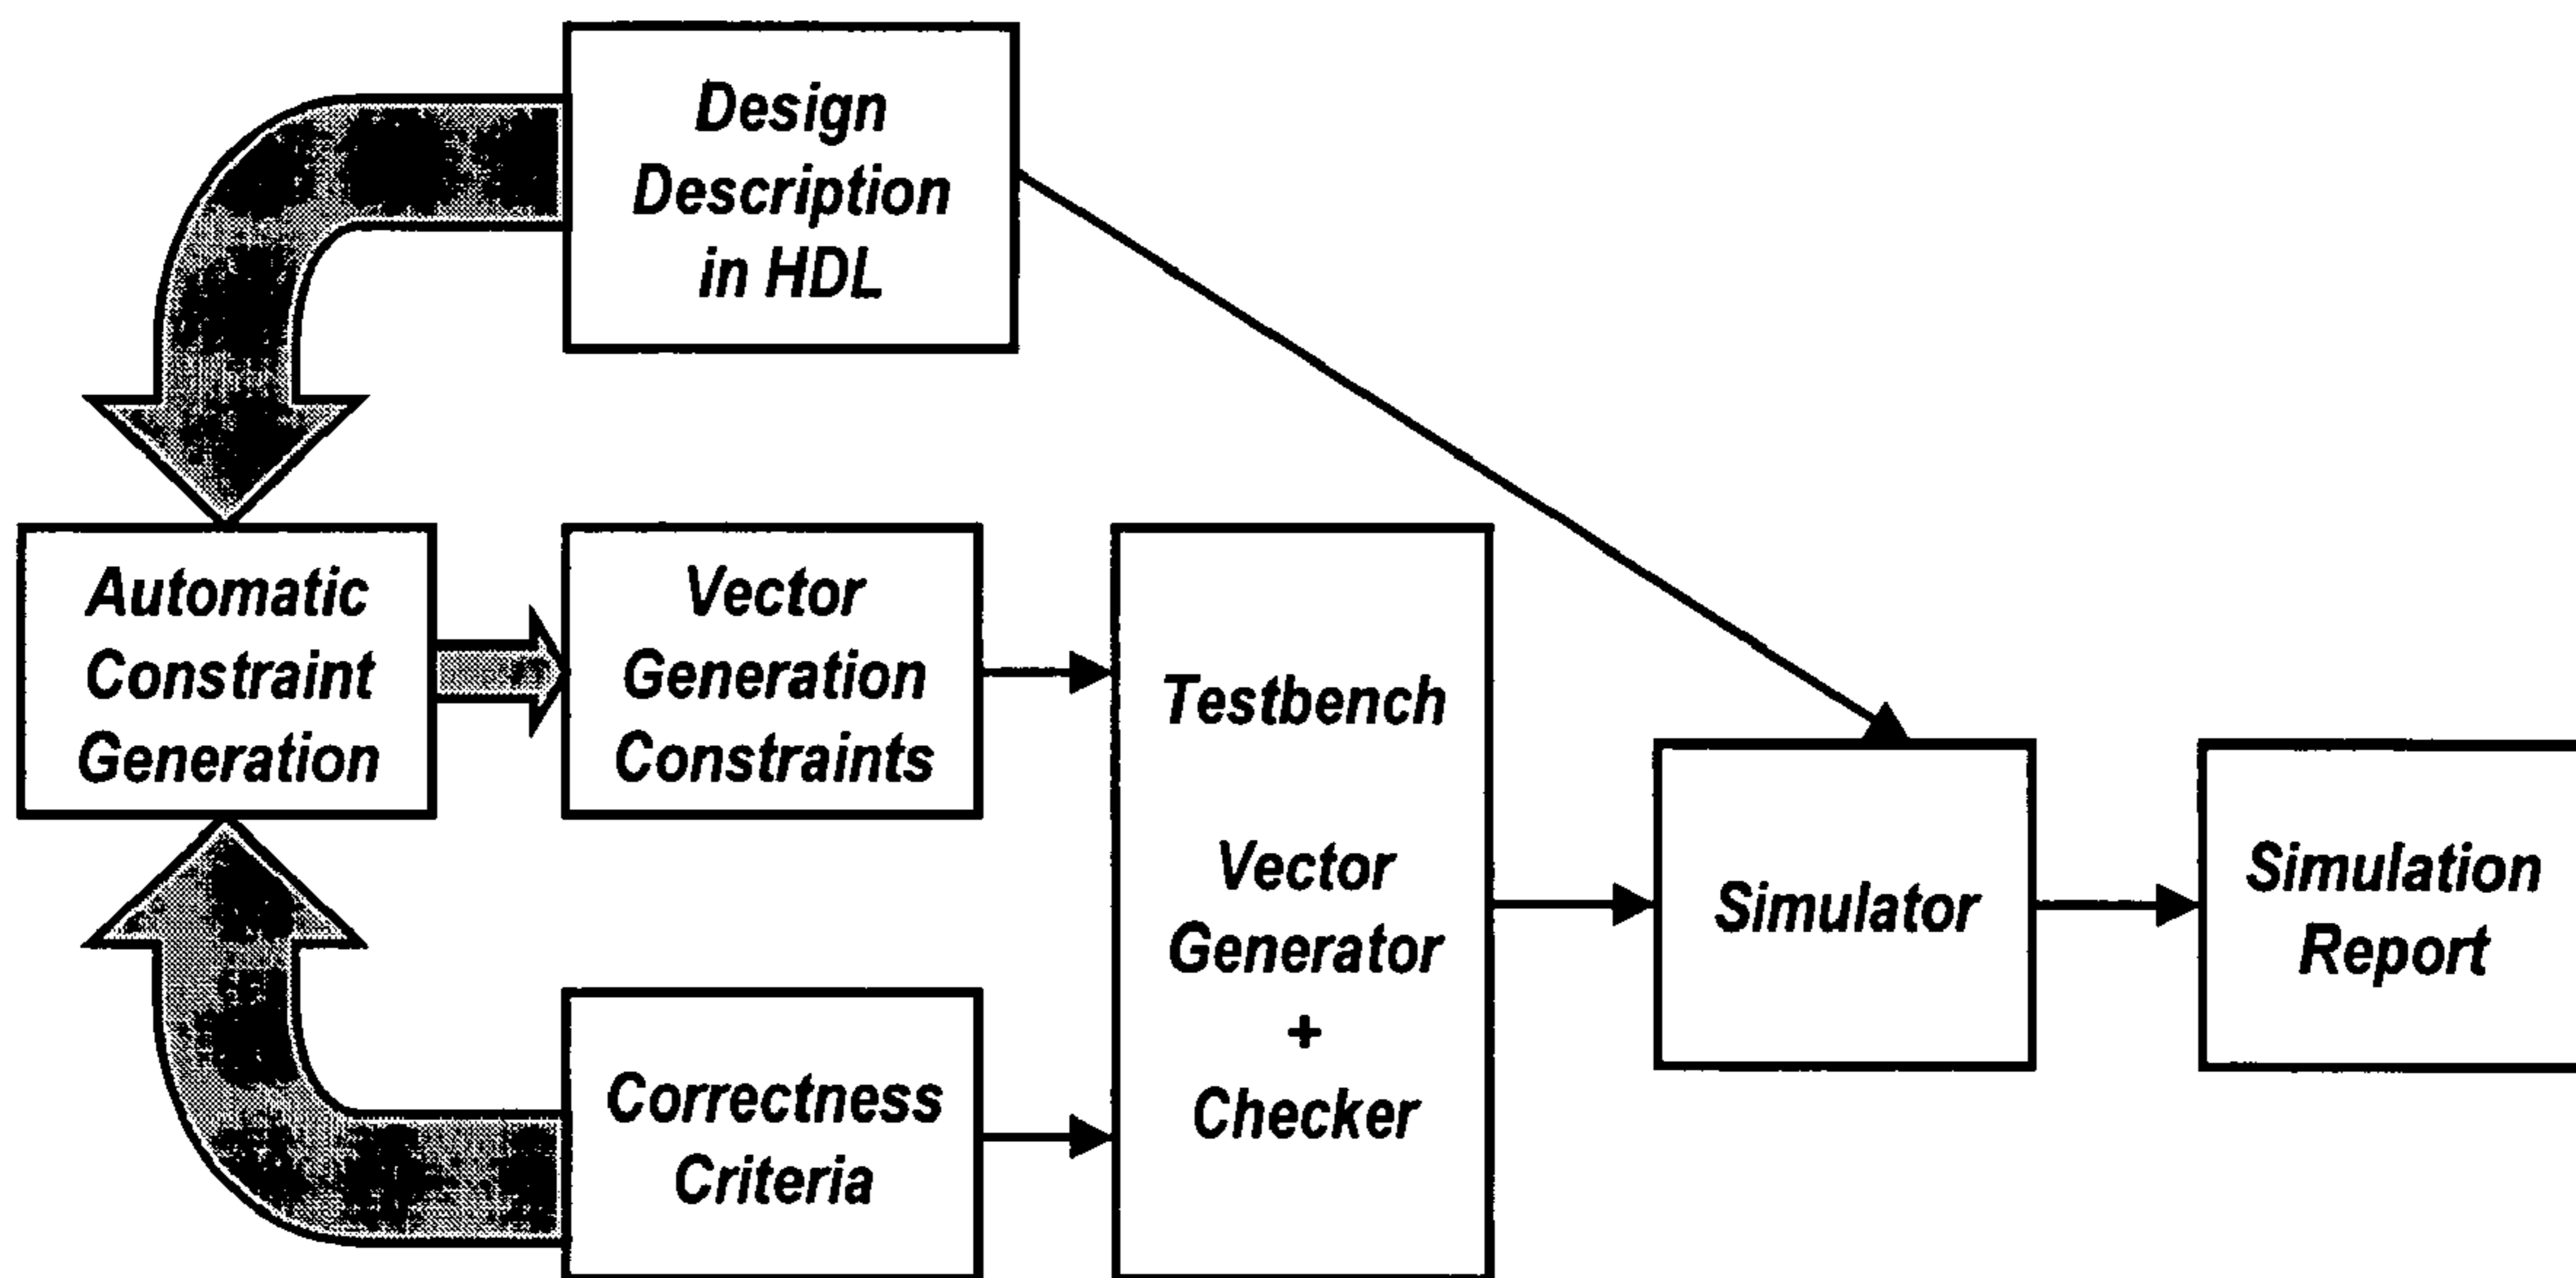 Design
Description
in HDL
Automatic
Constraint
Generation
Vector
Generation
Constraints
Testbench
Vector
Generator
+
Checker
Simulator
Simulation
Report
Correctness
Criteria